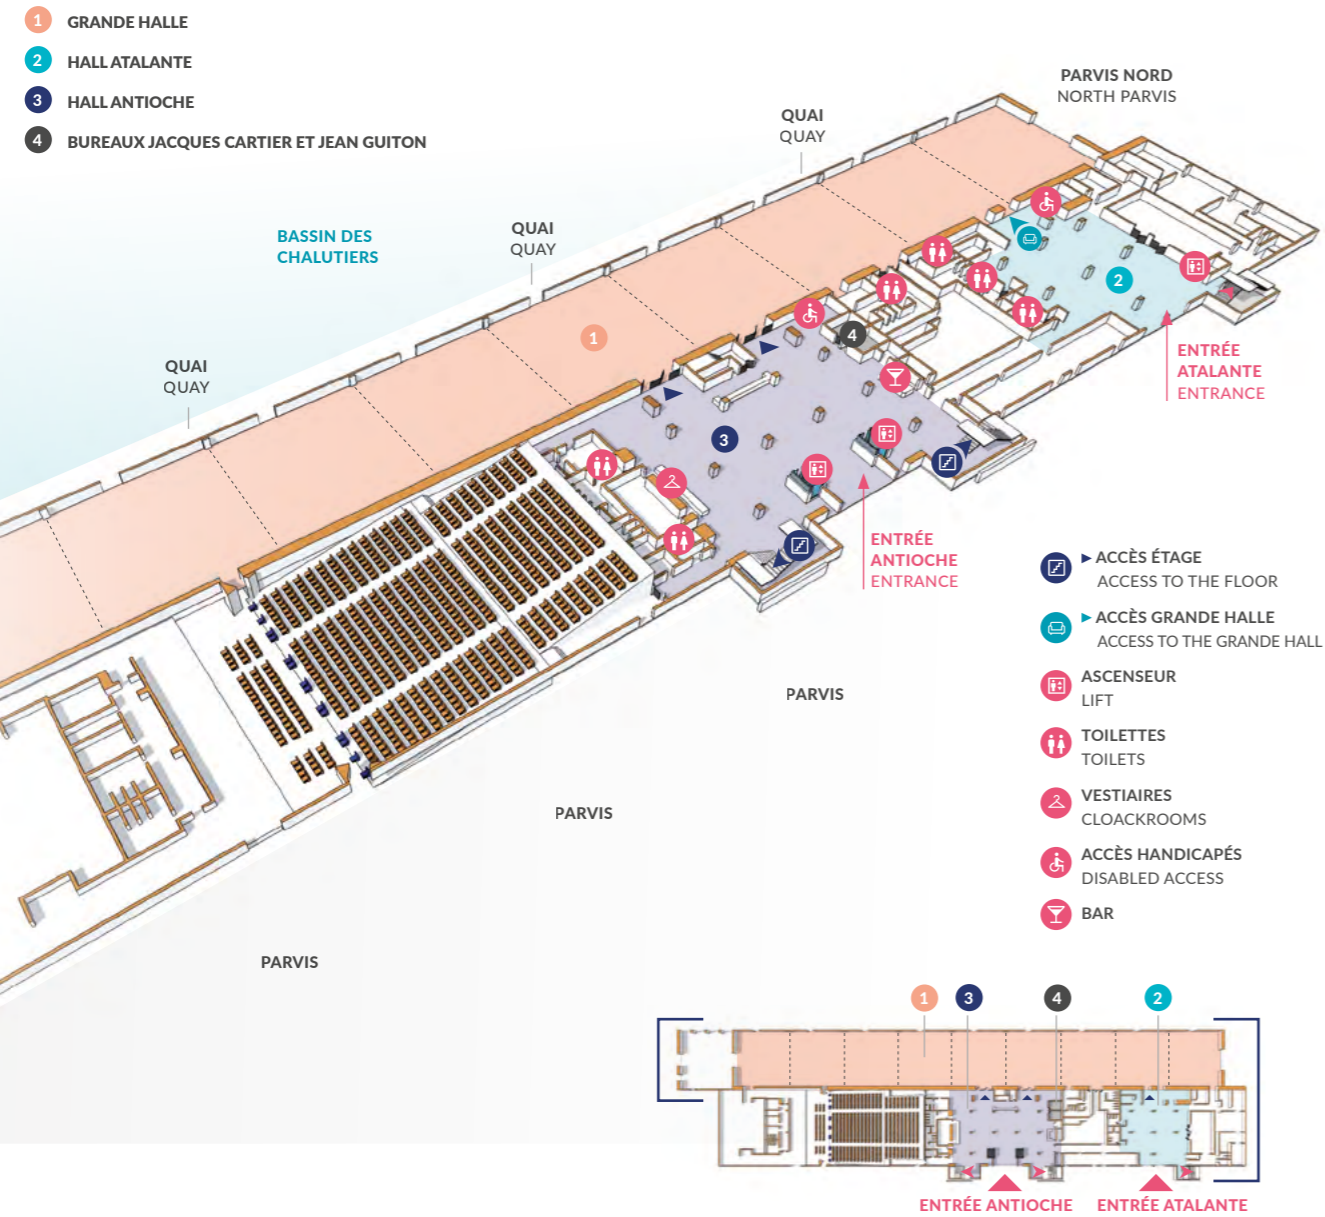 1 GRANDE HALLE
2 HALL ATALANTE
3 HALL ANTIOCHE
4 BUREAUX JACQUES CARTIER ET JEAN GUITON
PARVIS NORD
NORTH PARVIS
QUAI
QUAY
QUAI
QUAY
BASSIN DES
CHALUTIERS
QUAI
QUAY
1
2
3
4
ENTRÉE
ATALANTE
ENTRANCE
ENTRÉE
ANTIOCHE
ENTRANCE
PARVIS
PARVIS
PARVIS
ACCÈS ÉTAGE
ACCESS TO THE FLOOR
ACCÈS GRANDE HALLE
ACCESS TO THE GRANDE HALL
ASCENSEUR
LIFT
TOILETTES
TOILETS
VESTIAIRES
CLOACKROOMS
ACCÈS HANDICAPÉS
DISABLED ACCESS
BAR
1 3 4 2
ENTRÉE ANTIOCHE ENTRÉE ATALANTE